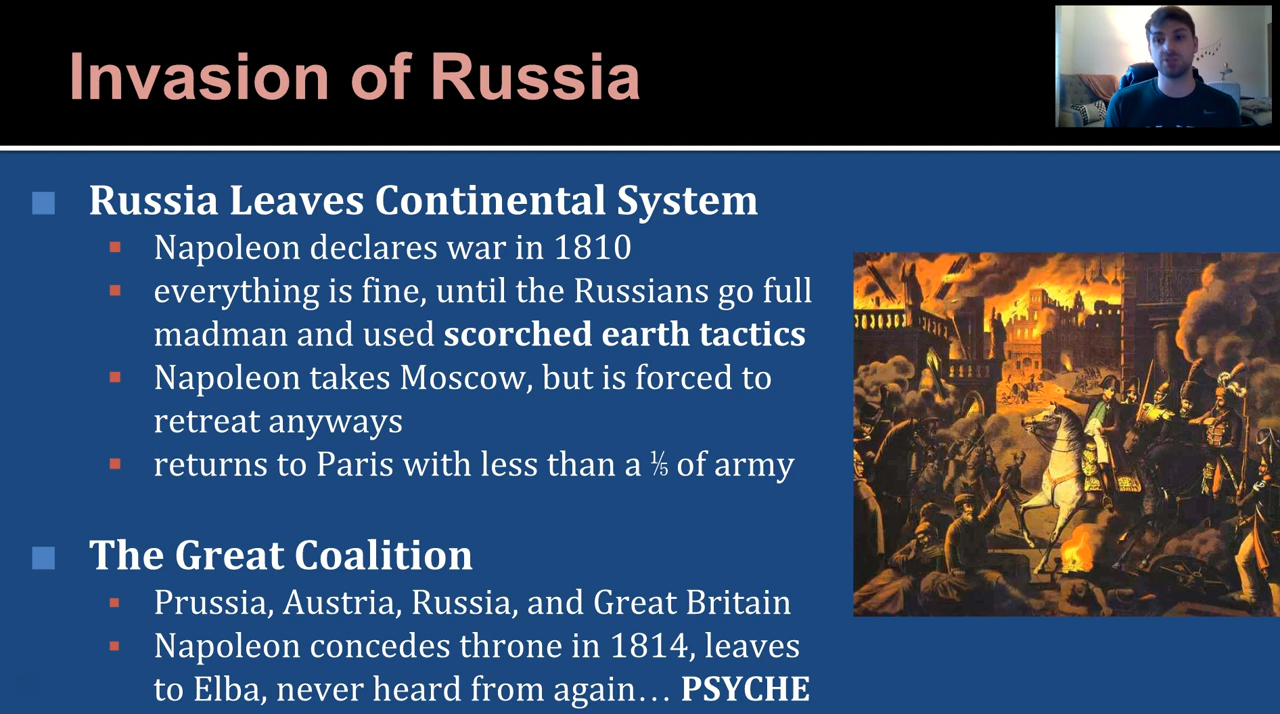 Invasion of Russia
Russia Leaves Continental System
Napoleon declares war in 1810
everything is fine, until the Russians go full
madman and used scorched earth tactics
Napoleon takes Moscow, but is forced to
retreat anyways
returns to Paris with less than a ⅕ of army
The Great Coalition
Prussia, Austria, Russia, and Great Britain
Napoleon concedes throne in 1814, leaves
to Elba, never heard from again… PSYCHE